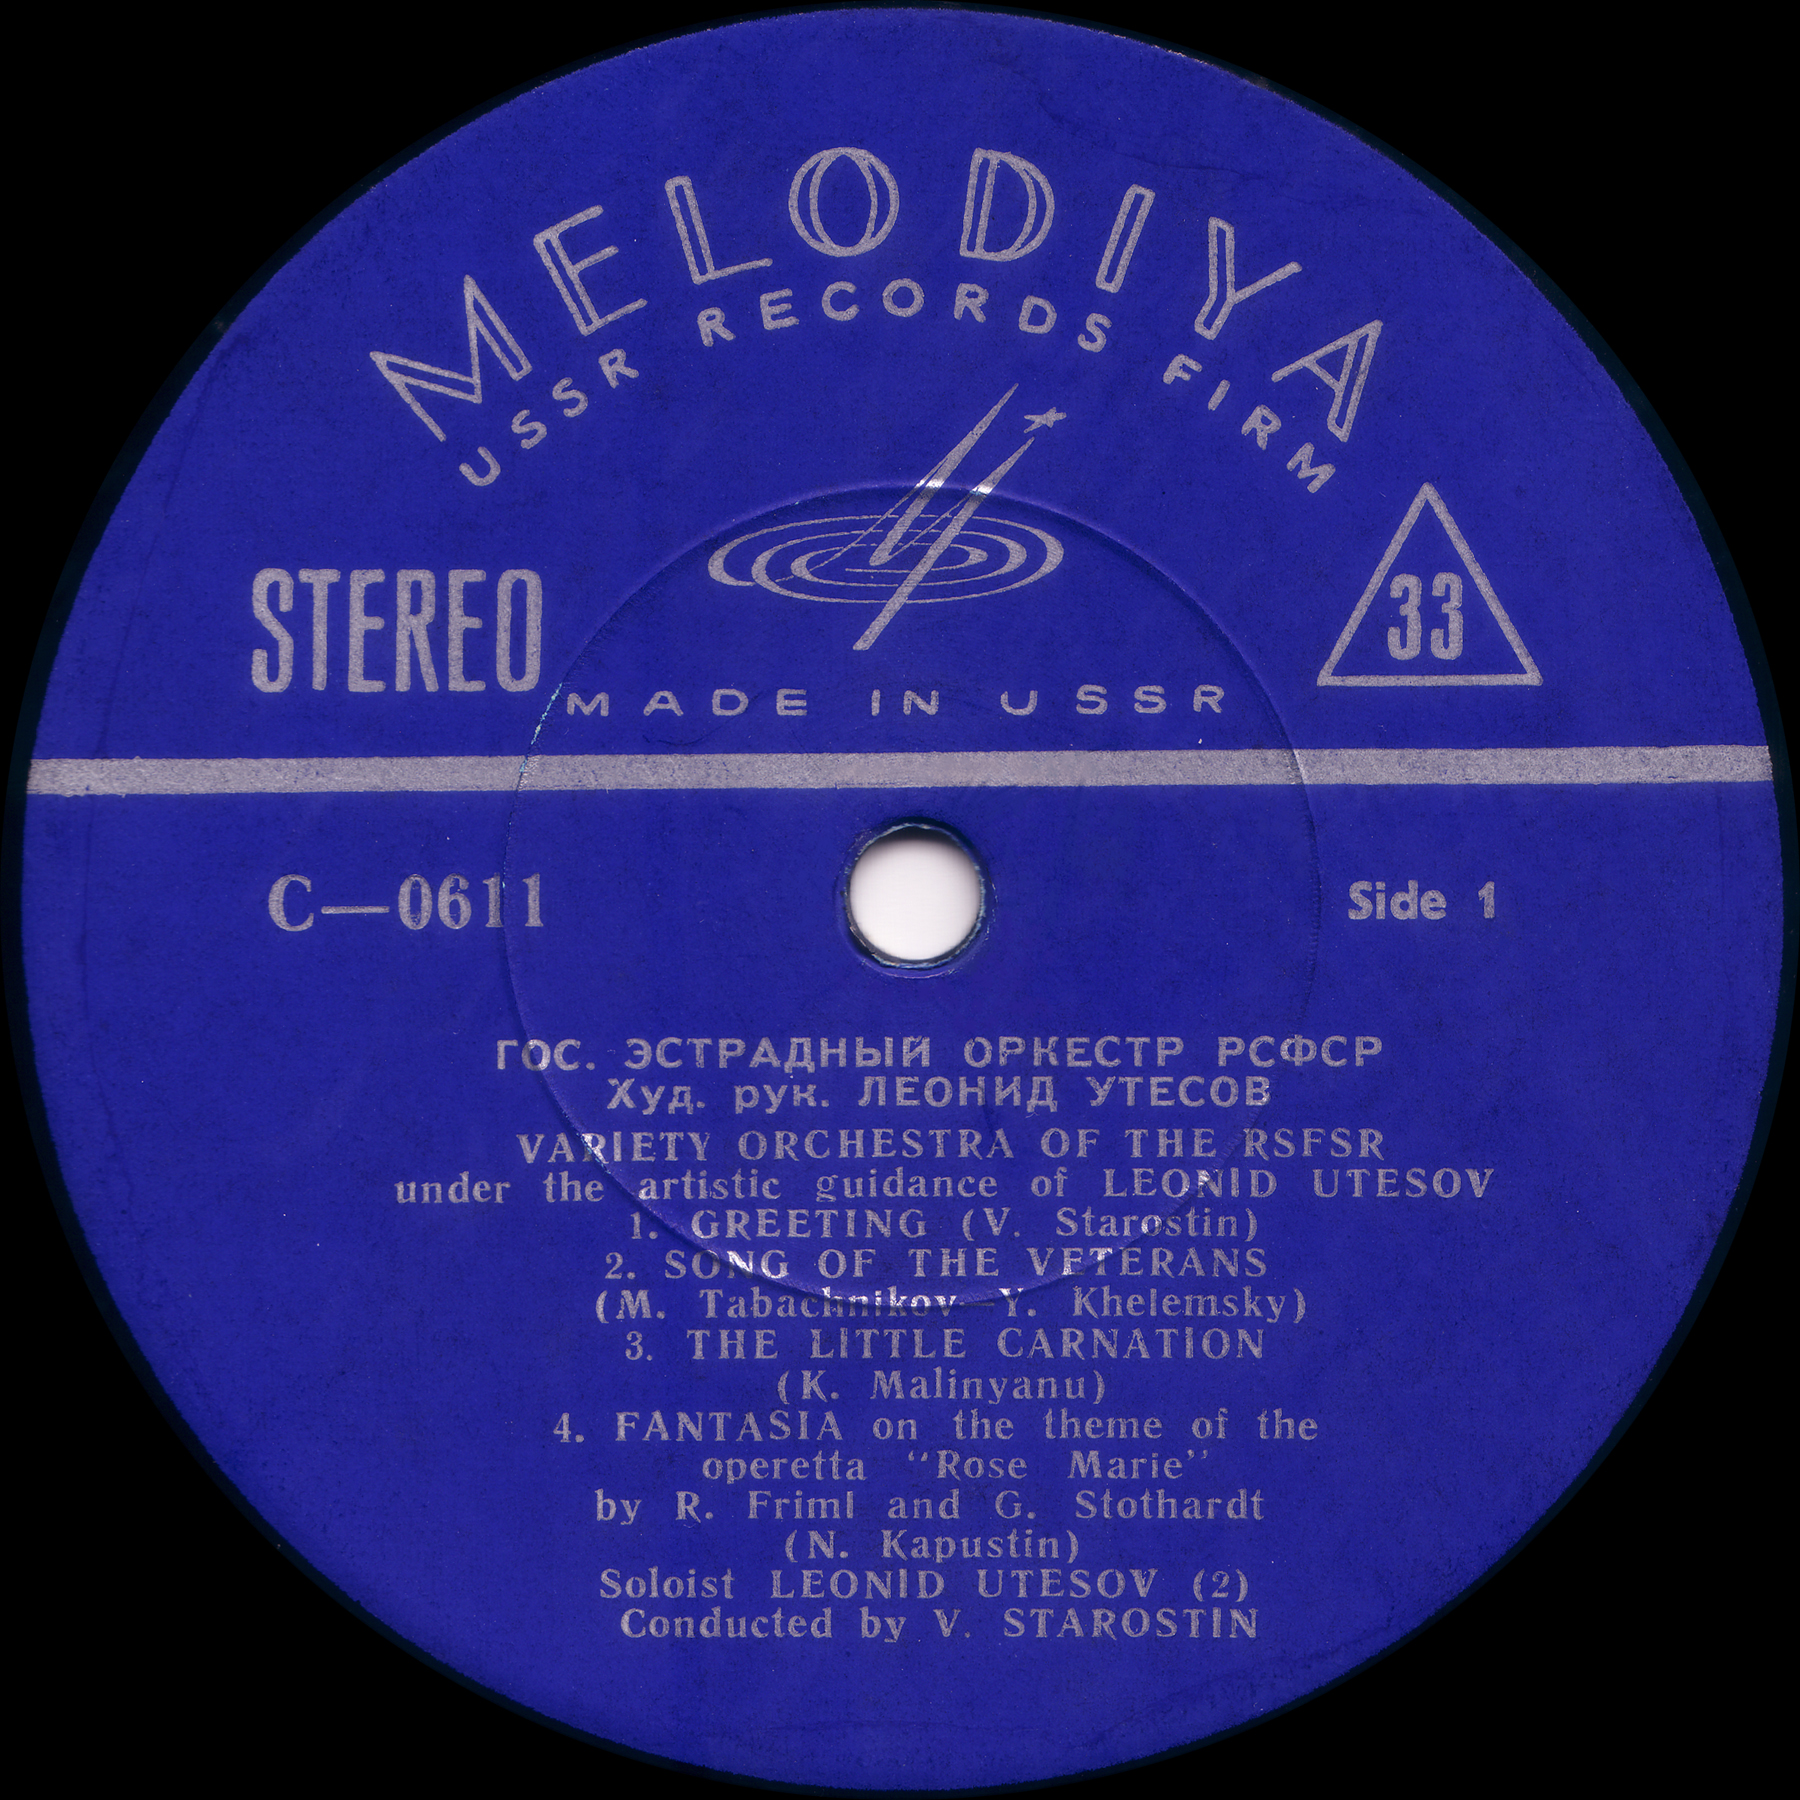 MELODIYA
USSR RECORDS FIRM
STEREO
33
MADE IN USSR
C—0611
Side 1
ГОС. ЭСТРАДНЫЙ ОРКЕСТР РСФСР
Худ. рук. ЛЕОНИД УТЕСОВ
VARIETY ORCHESTRA OF THE RSFSR
under the artistic guidance of LEONID UTESOV
1. GREETING (V. Starostin)
2. SONG OF THE VETERANS
(M. Tabachnikov—Y. Khelemsky)
3. THE LITTLE CARNATION
(K. Malinyanu)
4. FANTASIA on the theme of the
operetta “Rose Marie”
by R. Friml and G. Stothardt
(N. Kapustin)
Soloist LEONID UTESOV (2)
Conducted by V. STAROSTIN